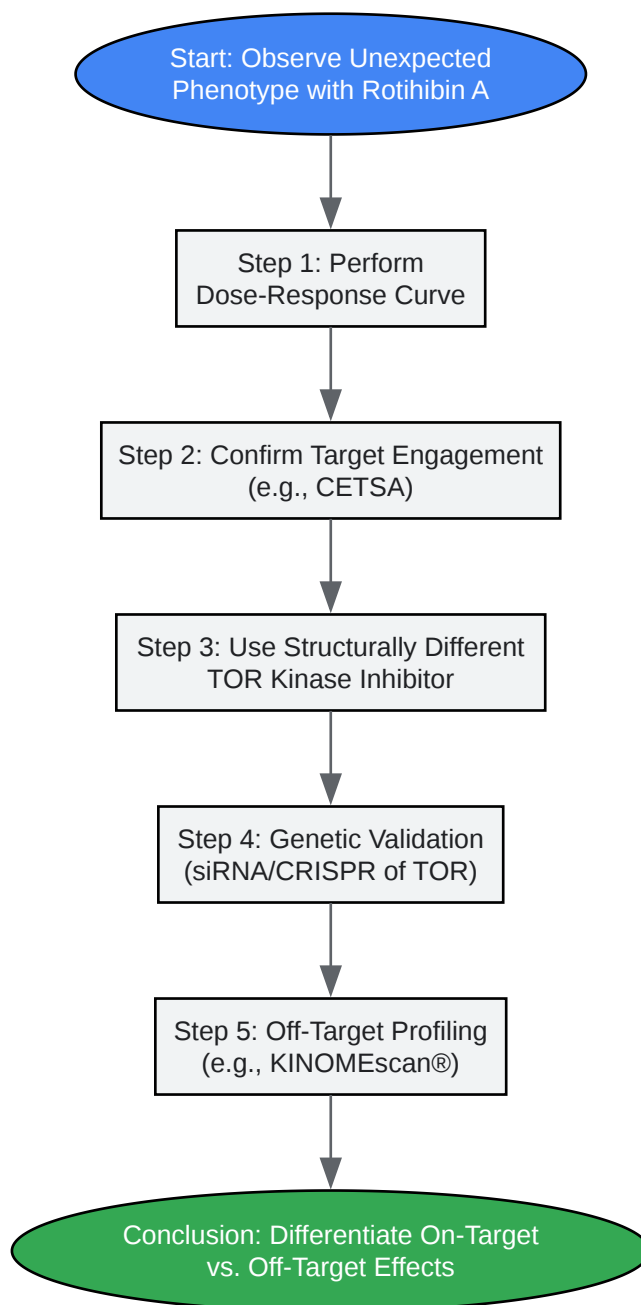 Start: Observe Unexpected
Phenotype with Rotihibin A
Step 1: Perform
Dose-Response Curve
Step 2: Confirm Target Engagement
(e.g., CETSA)
Step 3: Use Structurally Different
TOR Kinase Inhibitor
Step 4: Genetic Validation
(siRNA/CRISPR of TOR)
Step 5: Off-Target Profiling
(e.g., KINOMEscan®)
Conclusion: Differentiate On-Target
vs. Off-Target Effects